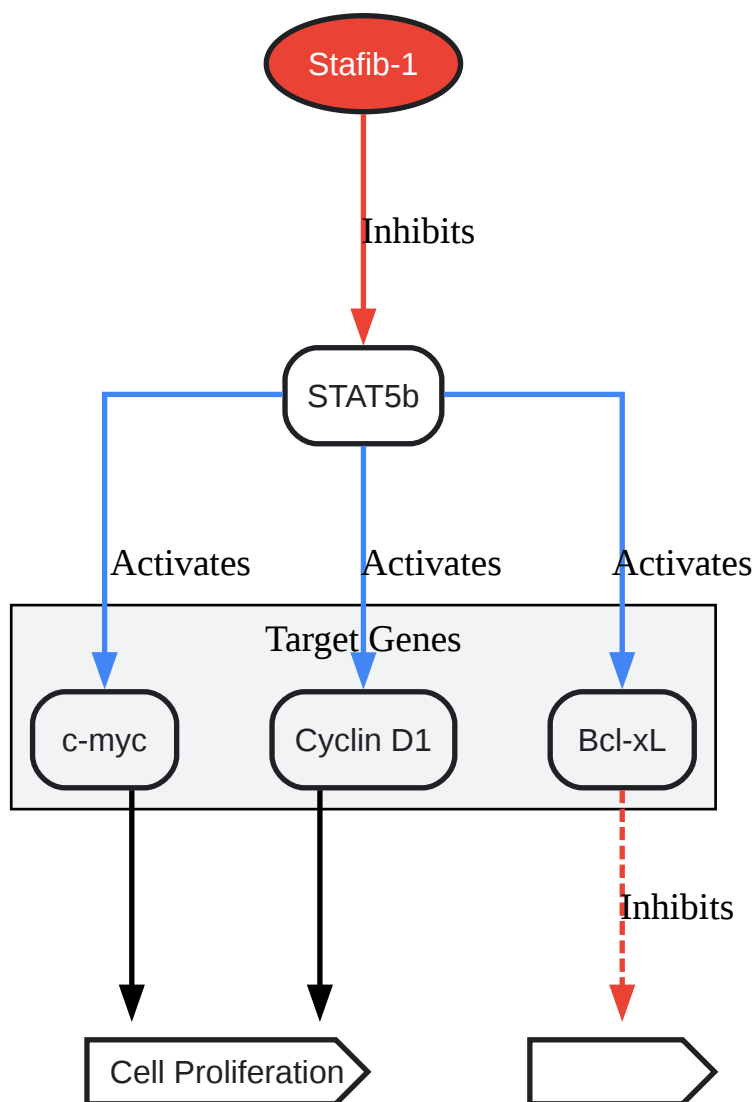 Stafib-1
Inhibits
STAT5b
Activates
Activates
Activates
Target Genes
c-myc
Cyclin D1
Bcl-xL
Inhibits
Cell Proliferation